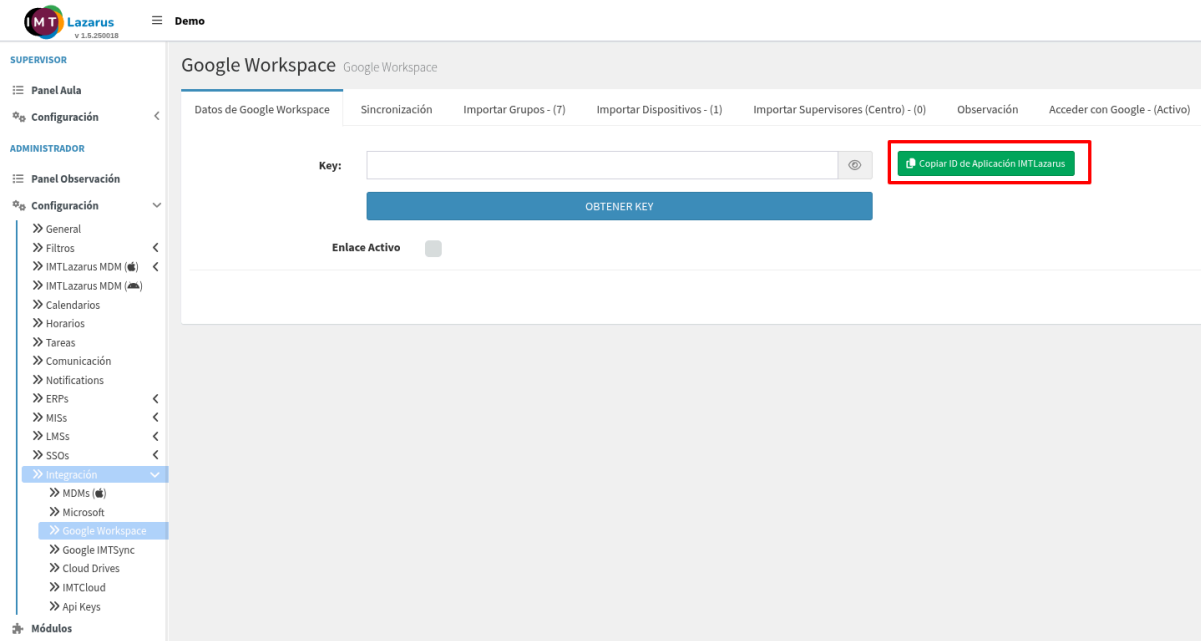 IMT Lazarus
v 1.5.250018
Demo
SUPERVISOR
Panel Aula
Configuración
ADMINISTRADOR
Panel Observación
Configuración
General
Filtros
IMTLazarus MDM ()
IMTLazarus MDM ()
Calendarios
Horarios
Tareas
Comunicación
Notifications
ERPs
MISs
LMSs
SSOs
Integración
MDMs ()
Microsoft
Google Workspace
Google IMTSync
Cloud Drives
IMTCloud
Api Keys
Módulos
Google Workspace Google Workspace
Datos de Google Workspace Sincronización Importar Grupos - (7) Importar Dispositivos - (1) Importar Supervisores (Centro) - (0) Observación Acceder con Google - (Activo)
Key:
Copiar ID de Aplicación IMTLazarus
OBTENER KEY
Enlace Activo